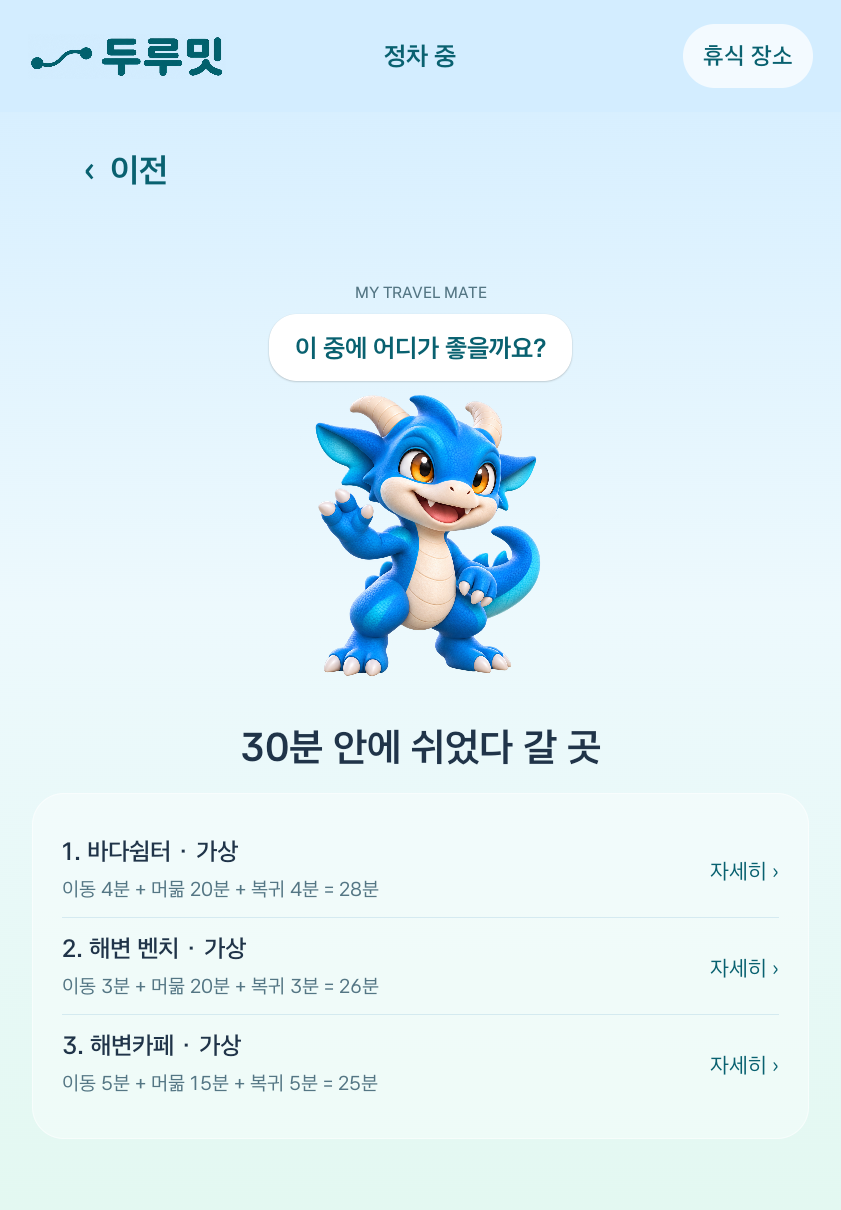 두루밋
정차 중
휴식 장소
‹ 이전
MY TRAVEL MATE
이 중에 어디가 좋을까요?
30분 안에 쉬었다 갈 곳
1. 바다쉼터 · 가상
이동 4분 + 머묾 20분 + 복귀 4분 = 28분
자세히 ›
2. 해변 벤치 · 가상
이동 3분 + 머묾 20분 + 복귀 3분 = 26분
자세히 ›
3. 해변카페 · 가상
이동 5분 + 머묾 15분 + 복귀 5분 = 25분
자세히 ›